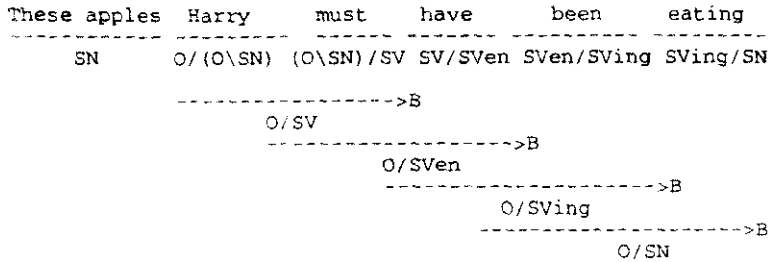 These apples Harry must have been eating
SN O/(O\SN) (O\SN)/SV SV/SVen SVen/SVing SVing/SN
------------------>B
O/SV
-------------------->B
O/SVen
---------------------->B
O/SVing
---------------------->B
O/SN